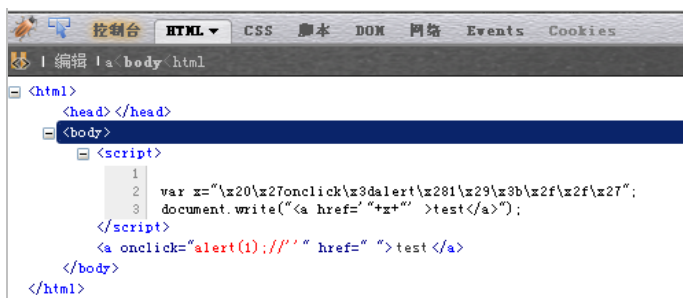 控制台 HTML CSS 脚本 DOM 网络 Events Cookies
编辑 a < body < html
<html>
<head></head>
<body>
<script>
1
2 var x="\x20\x27onclick\x3dalert\x281\x29\x3b\x2f\x2f\x27";
3 document.write("<a href='"+x+"' >test</a>");
</script>
<a onclick="alert(1);//''" href=" ">test</a>
</body>
</html>